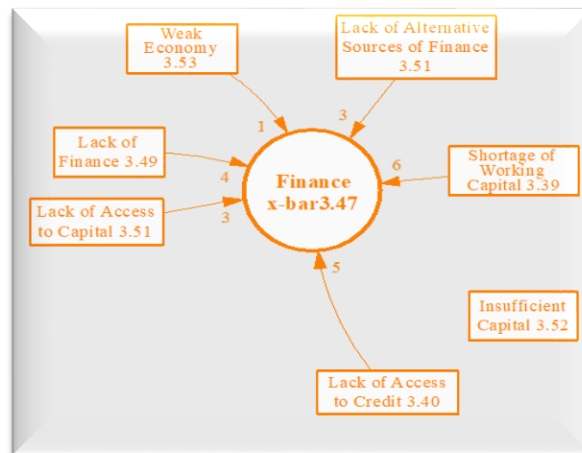 Weak
Economy
3.53
Lack of Alternative
Sources of Finance
3.51
1
3
Lack of
Finance 3.49
4
6
Shortage of
Working
Capital 3.39
Finance
x-bar3.47
Lack of Access
to Capital 3.51
3
5
Insufficient
Capital 3.52
Lack of Access
to Credit 3.40